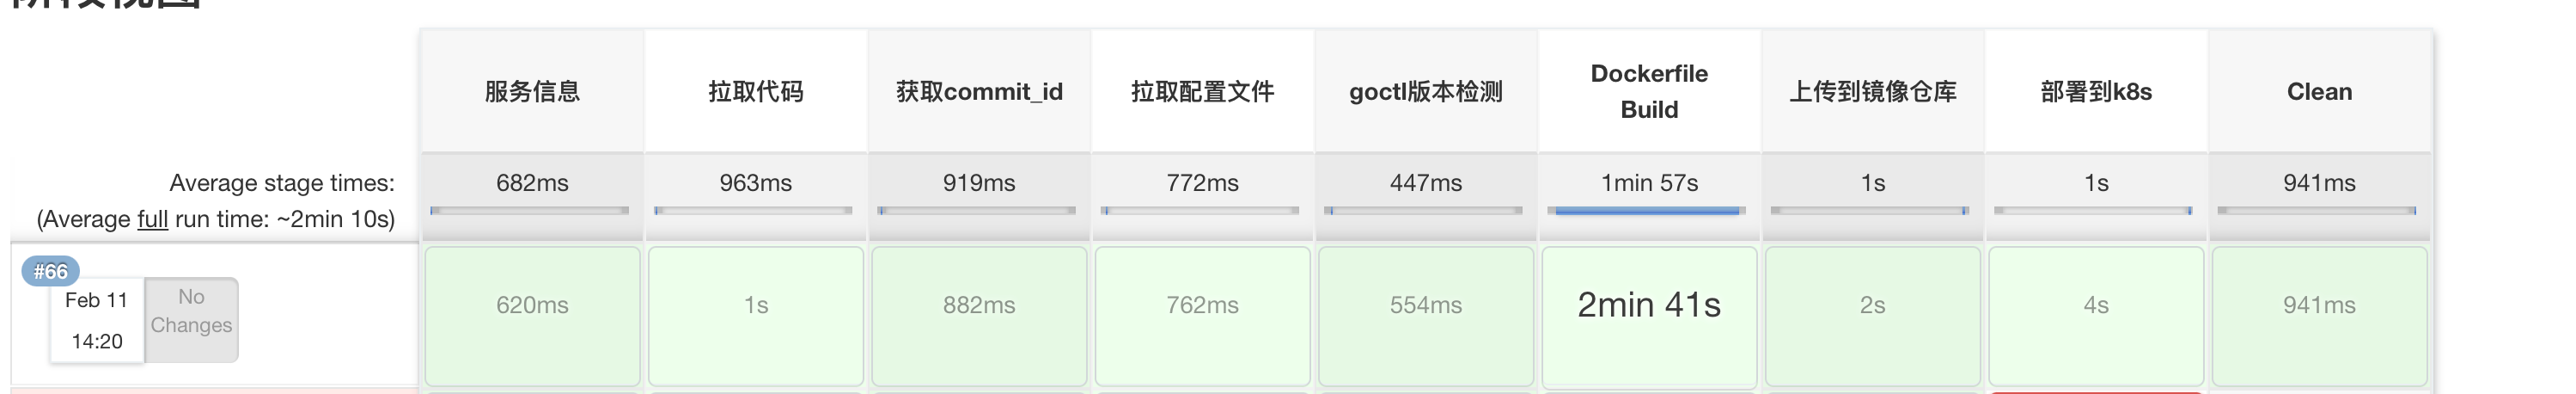 阶段视图
服务信息
拉取代码
获取commit_id
拉取配置文件
goctl版本检测
Dockerfile
Build
上传到镜像仓库
部署到k8s
Clean
Average stage times:
(Average full run time: ~2min 10s)
682ms
963ms
919ms
772ms
447ms
1min 57s
1s
1s
941ms
#66
Feb 11
14:20
No
Changes
620ms
1s
882ms
762ms
554ms
2min 41s
2s
4s
941ms